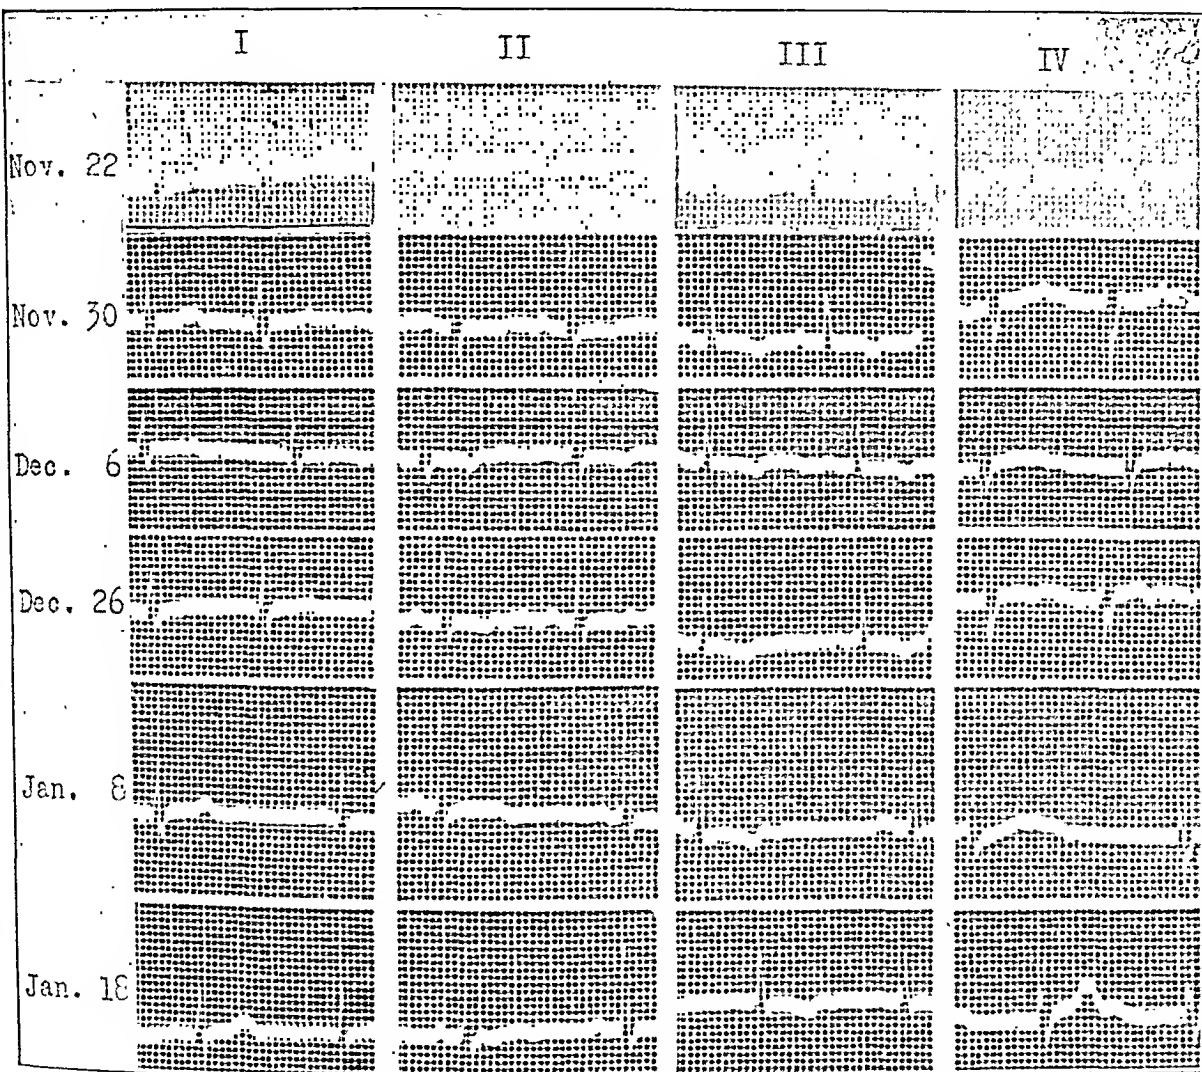 I II III IV
Nov. 22
Nov. 30
Dec. 6
Dec. 26
Jan. 8
Jan. 18